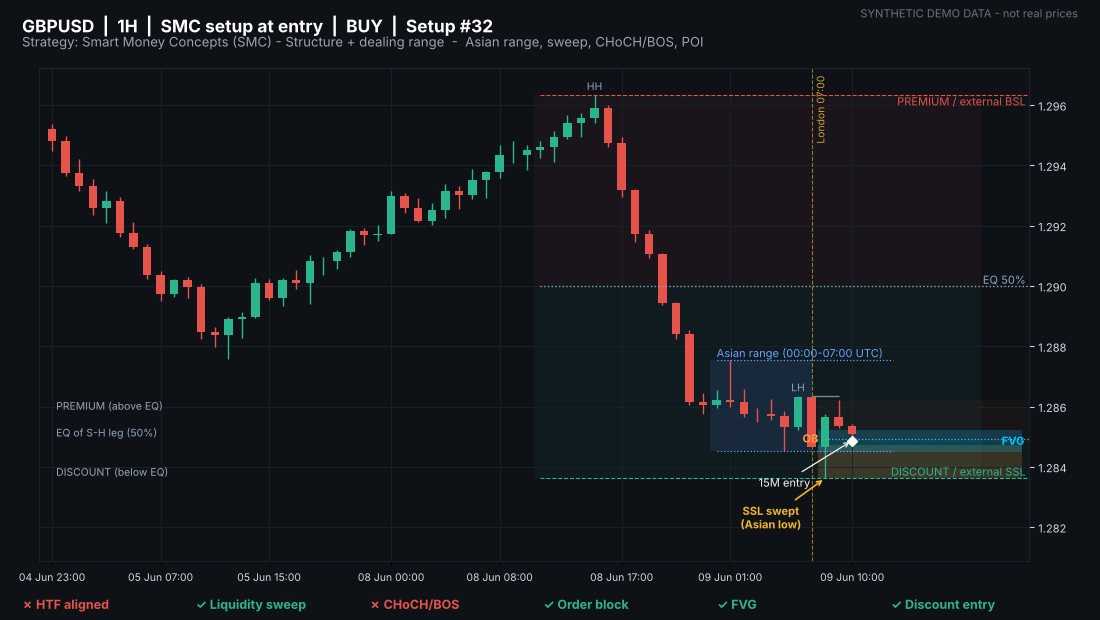 GBPUSD | 1H | SMC setup at entry | BUY | Setup #32
SYNTHETIC DEMO DATA - not real prices
Strategy: Smart Money Concepts (SMC) - Structure + dealing range - Asian range, sweep, CHoCH/BOS, POI
HH
London 07:00
PREMIUM / external BSL
1.296
1.294
1.292
EQ 50%
1.290
Asian range (00:00-07:00 UTC)
1.288
LH
PREMIUM (above EQ)
1.286
EQ of S-H leg (50%)
OB
FVG
DISCOUNT (below EQ)
DISCOUNT / external SSL
1.284
15M entry
SSL swept
(Asian low)
1.282
04 Jun 23:00
05 Jun 07:00
05 Jun 15:00
08 Jun 00:00
08 Jun 08:00
08 Jun 17:00
09 Jun 01:00
09 Jun 10:00
× HTF aligned
✓ Liquidity sweep
× CHoCH/BOS
✓ Order block
✓ FVG
✓ Discount entry